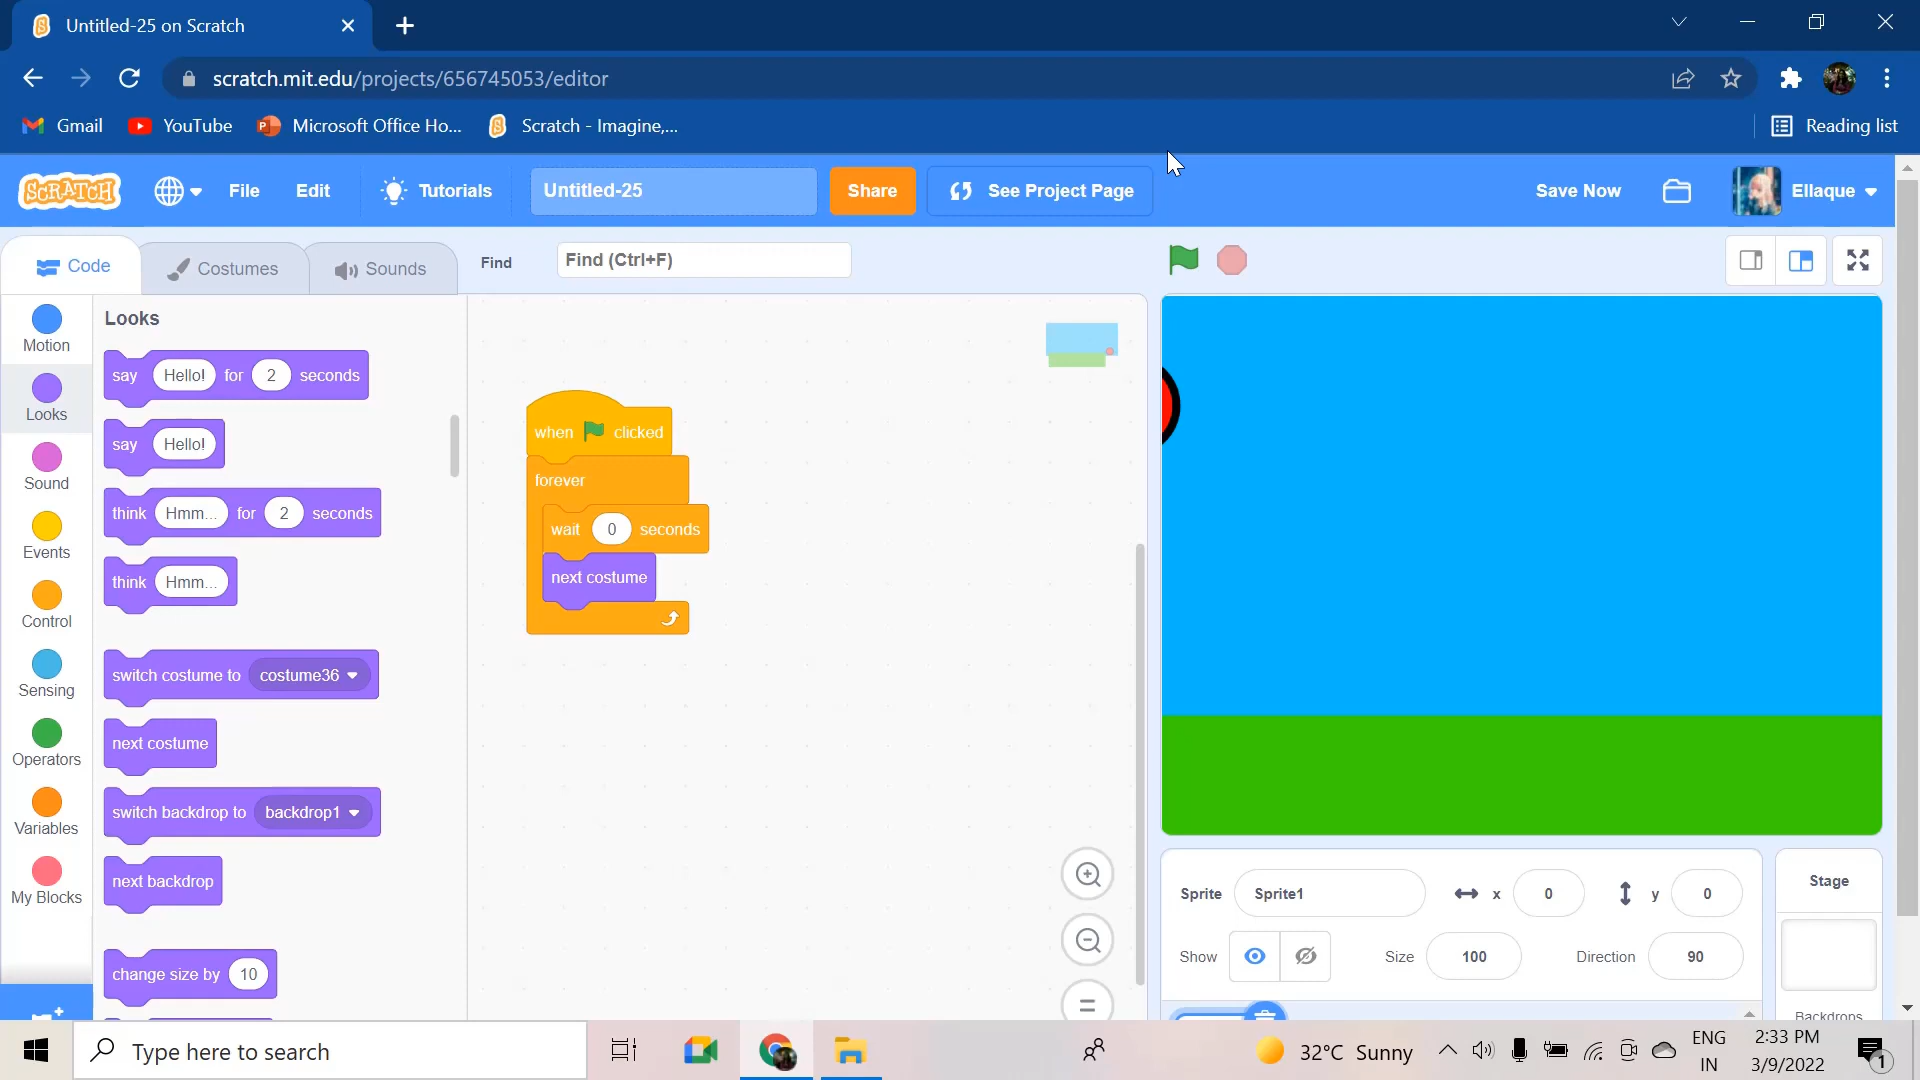 Untitled-25 on Scratch
scratch.mit.edu/projects/656745053/editor
Gmail YouTube Microsoft Office Ho... Scratch - Imagine,... Reading list
SCRATCH File Edit Tutorials Untitled-25 Share See Project Page Save Now Ellaque
Code Costumes Sounds Find Find (Ctrl+F)
Motion
Looks
Sound
Events
Control
Sensing
Operators
Variables
My Blocks
Looks
say Hello! for 2 seconds
say Hello!
think Hmm... for 2 seconds
think Hmm...
switch costume to costume36
next costume
switch backdrop to backdrop1
next backdrop
change size by 10
when clicked
forever
wait 0 seconds
next costume
Sprite Sprite1 x 0 y 0
Show Size 100 Direction 90
Stage
Backdrops
Type here to search
32°C Sunny
ENG
IN
2:33 PM
3/9/2022
1